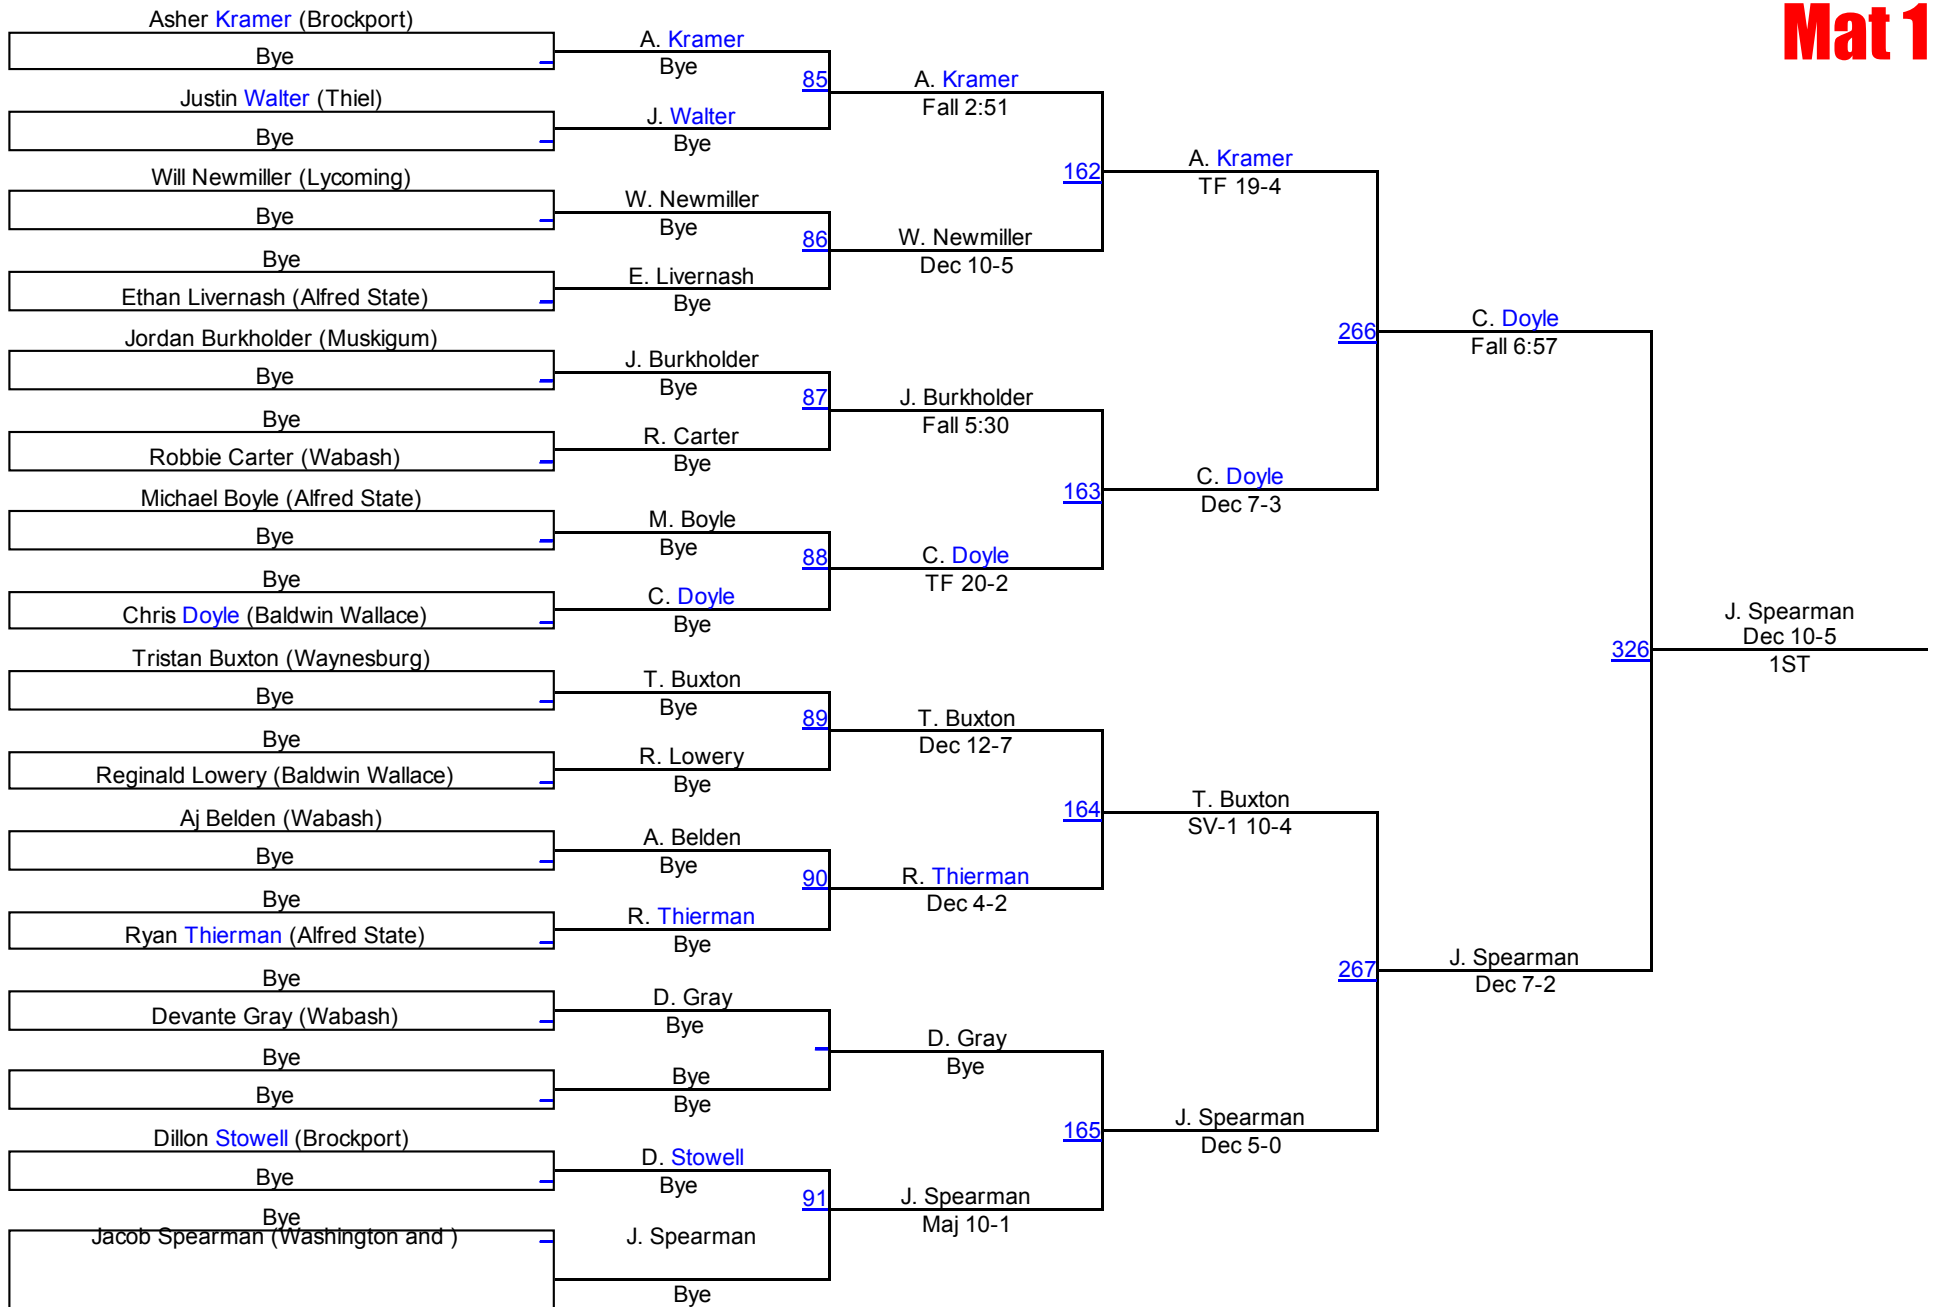 Mat 1
Asher Kramer (Brockport)
Bye
Justin Walter (Thiel)
Bye
Will Newmiller (Lycoming)
Bye
Bye
Ethan Livernash (Alfred State)
Jordan Burkholder (Muskigum)
Bye
Bye
Robbie Carter (Wabash)
Michael Boyle (Alfred State)
Bye
Bye
Chris Doyle (Baldwin Wallace)
Tristan Buxton (Waynesburg)
Bye
Bye
Reginald Lowery (Baldwin Wallace)
Aj Belden (Wabash)
Bye
Bye
Ryan Thierman (Alfred State)
Bye
Devante Gray (Wabash)
Bye
Bye
Dillon Stowell (Brockport)
Bye
Bye
Jacob Spearman (Washington and )
A. Kramer
Bye
85
J. Walter
Bye
W. Newmiller
Bye
86
E. Livernash
Bye
J. Burkholder
Bye
87
R. Carter
Bye
M. Boyle
Bye
88
C. Doyle
Bye
T. Buxton
Bye
89
R. Lowery
Bye
A. Belden
Bye
90
R. Thierman
Bye
D. Gray
Bye
Bye
Bye
D. Stowell
Bye
91
J. Spearman
Bye
A. Kramer
Fall 2:51
162
W. Newmiller
Dec 10-5
J. Burkholder
Fall 5:30
163
C. Doyle
TF 20-2
T. Buxton
Dec 12-7
164
R. Thierman
Dec 4-2
D. Gray
Bye
165
J. Spearman
Maj 10-1
A. Kramer
TF 19-4
266
C. Doyle
Dec 7-3
T. Buxton
SV-1 10-4
267
J. Spearman
Dec 5-0
C. Doyle
Fall 6:57
326
J. Spearman
Dec 7-2
J. Spearman
Dec 10-5
1ST